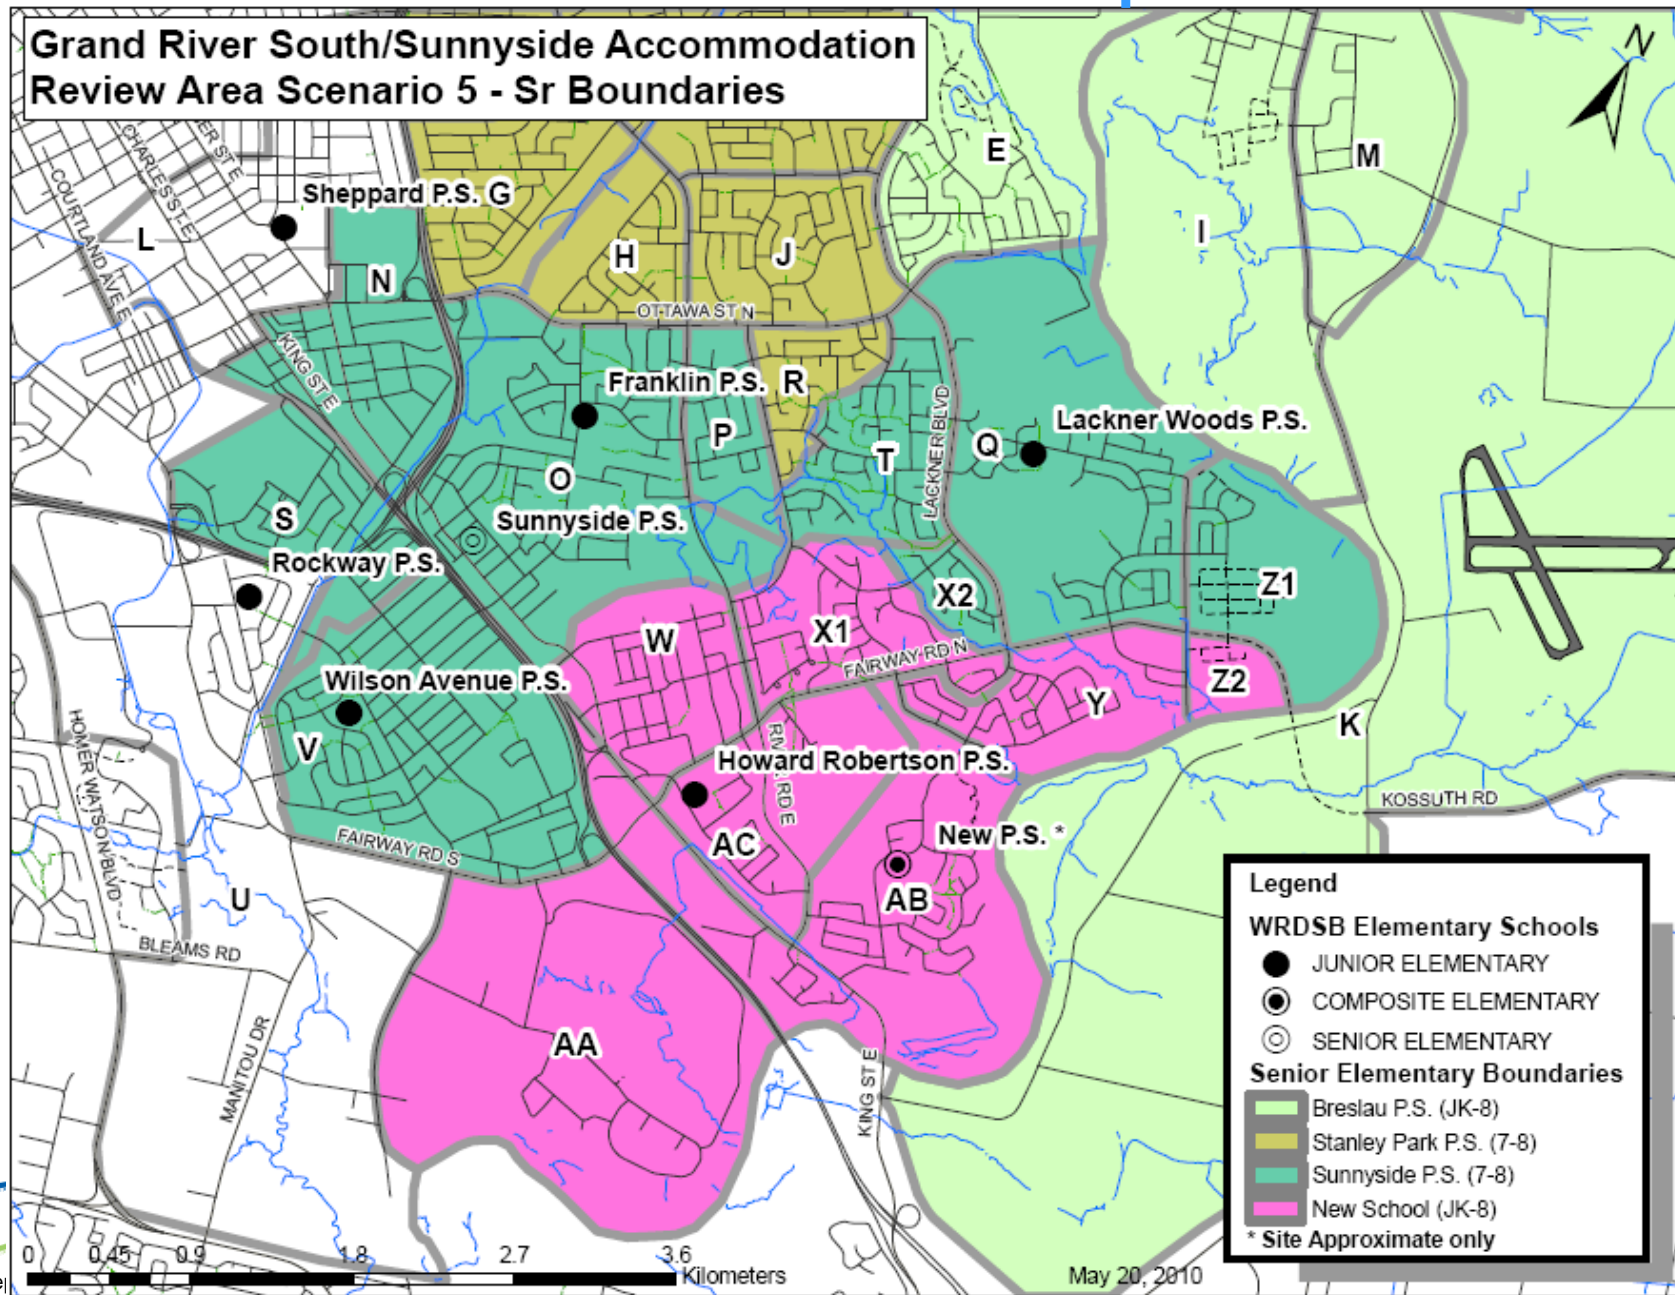 Grand River South/Sunnyside Accommodation
Review Area Scenario 5 - Sr Boundaries
N
E
M
CHARLES ST E
COURTLAND AVE E
Sheppard P.S.
G
L
I
H
J
N
OTTAWA ST N
KING ST E
Franklin P.S.
R
LACKNER BLVD
Lackner Woods P.S.
P
Q
T
O
S
Sunnyside P.S.
Rockway P.S.
Z1
X2
W
X1
FAIRWAY RD N
Wilson Avenue P.S.
Z2
Y
K
V
HOMER WATSON BLVD
Howard Robertson P.S.
KOSSUTH RD
FAIRWAY RD S
AC
New P.S. *
AB
U
BLEAMS RD
MANITOU DR
AA
KING ST E
Legend
WRDSB Elementary Schools
JUNIOR ELEMENTARY
COMPOSITE ELEMENTARY
SENIOR ELEMENTARY
Senior Elementary Boundaries
Breslau P.S. (JK-8)
Stanley Park P.S. (7-8)
Sunnyside P.S. (7-8)
New School (JK-8)
* Site Approximate only
0 0.45 0.9 1.8 2.7 3.6
Kilometers
May 20, 2010